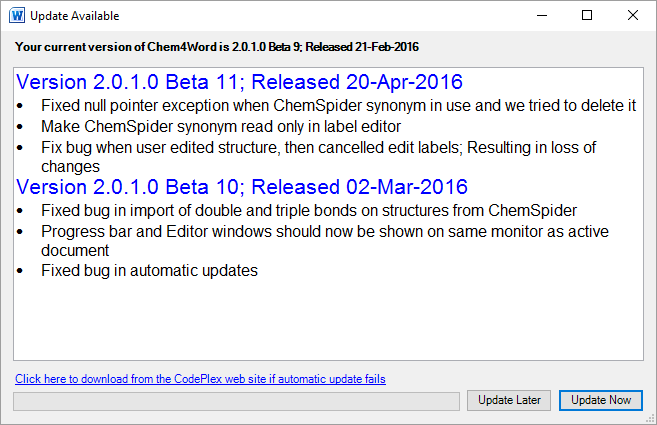 Update Available
Your current version of Chem4Word is 2.0.1.0 Beta 9; Released 21-Feb-2016
Version 2.0.1.0 Beta 11; Released 20-Apr-2016
• Fixed null pointer exception when ChemSpider synonym in use and we tried to delete it
• Make ChemSpider synonym read only in label editor
• Fix bug when user edited structure, then cancelled edit labels; Resulting in loss of
changes
Version 2.0.1.0 Beta 10; Released 02-Mar-2016
• Fixed bug in import of double and triple bonds on structures from ChemSpider
• Progress bar and Editor windows should now be shown on same monitor as active
document
• Fixed bug in automatic updates
Click here to download from the CodePlex web site if automatic update fails
Update Later
Update Now